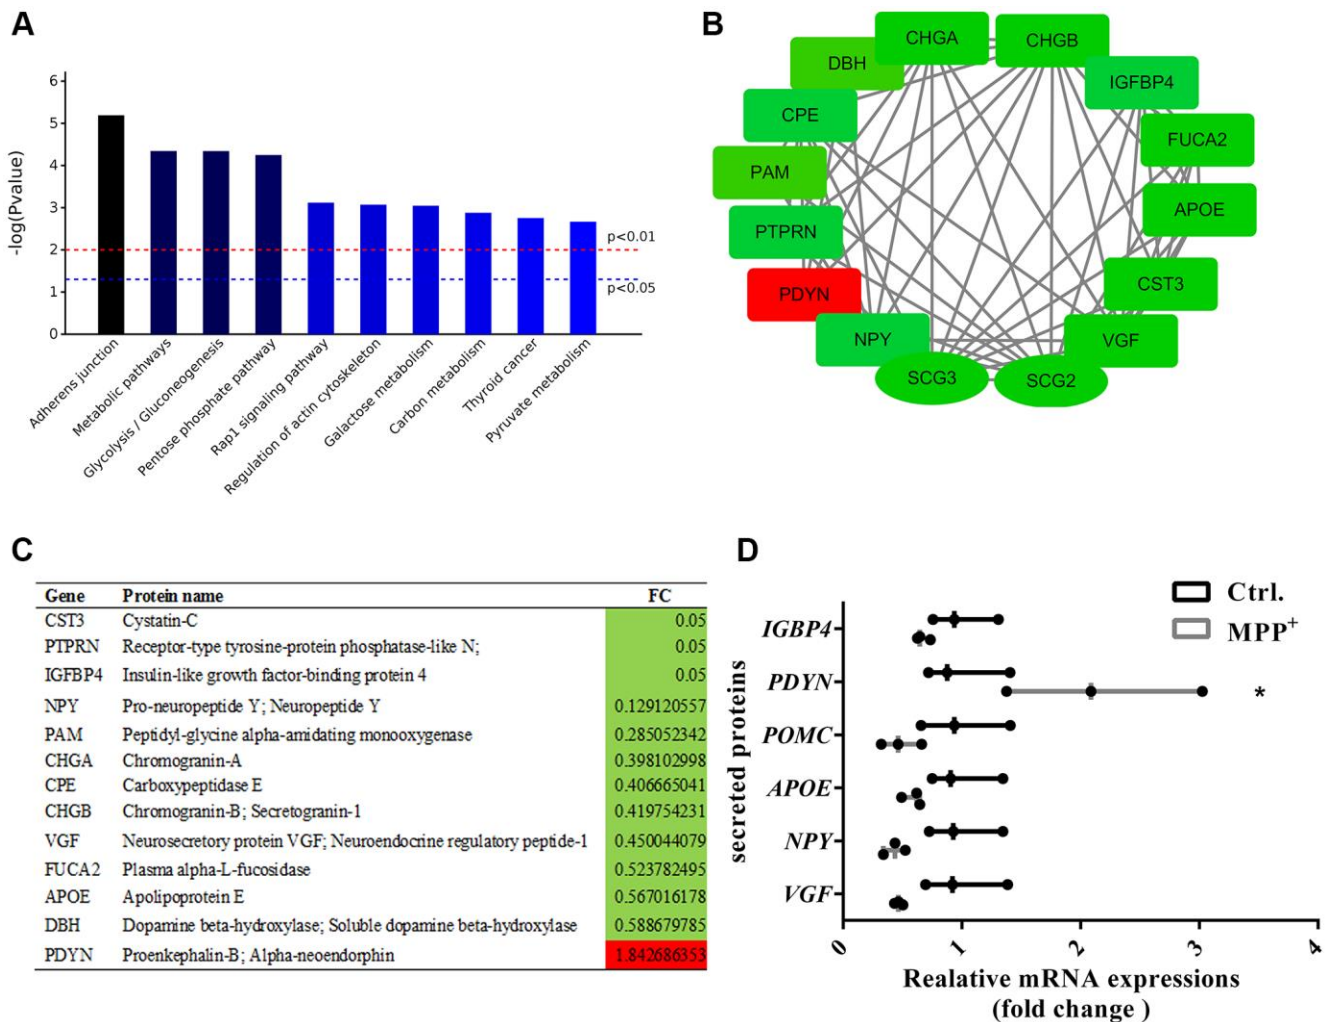 A
-log(Pvalue)
6
5
4
3
2
1
0
p<0.01
p<0.05
Adherens junction
Metabolic pathways
Glycolysis / Gluconeogenesis
Pentose phosphate pathway
Rap1 signaling pathway
Regulation of actin cytoskeleton
Galactose metabolism
Carbon metabolism
Thyroid cancer
Pyruvate metabolism
B
CHGA
CHGB
DBH
IGFBP4
CPE
FUCA2
PAM
APOE
PTPRN
CST3
PDYN
NPY
VGF
SCG3
SCG2
C
Gene Protein name FC
CST3 Cystatin-C 0.05
PTPRN Receptor-type tyrosine-protein phosphatase-like N; 0.05
IGFBP4 Insulin-like growth factor-binding protein 4 0.05
NPY Pro-neuropeptide Y; Neuropeptide Y 0.129120557
PAM Peptidyl-glycine alpha-amidating monooxygenase 0.285052342
CHGA Chromogranin-A 0.398102998
CPE Carboxypeptidase E 0.406665041
CHGB Chromogranin-B; Secretogranin-1 0.419754231
VGF Neurosecretory protein VGF; Neuroendocrine regulatory peptide-1 0.450044079
FUCA2 Plasma alpha-L-fucosidase 0.523782495
APOE Apolipoprotein E 0.567016178
DBH Dopamine beta-hydroxylase; Soluble dopamine beta-hydroxylase 0.588679785
PDYN Proenkephalin-B; Alpha-neoendorphin 1.842686353
D
Ctrl.
MPP+
secreted proteins
IGBP4
PDYN
*
POMC
APOE
NPY
VGF
0 1 2 3 4
Realative mRNA expressions
(fold change )